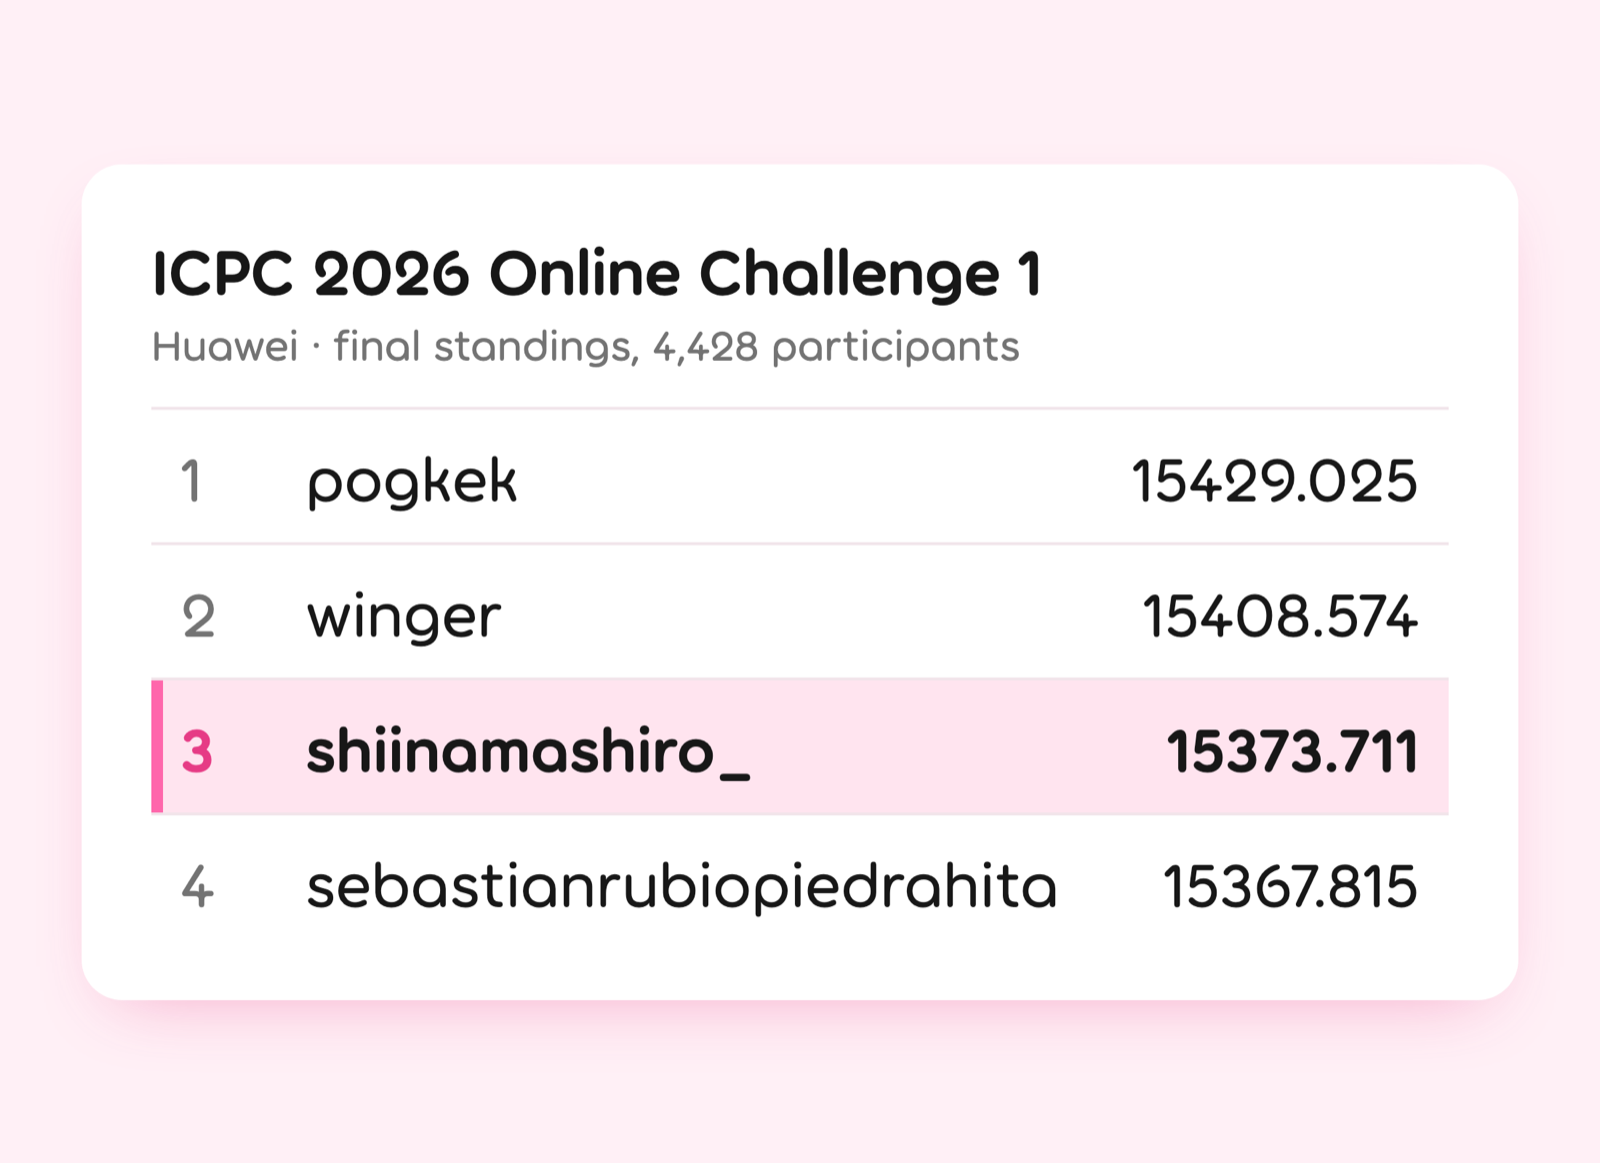 ICPC 2026 Online Challenge 1
Huawei · final standings, 4,428 participants
1 pogkek 15429.025
2 winger 15408.574
3 shiinamashiro_ 15373.711
4 sebastianrubiopiedrahita 15367.815